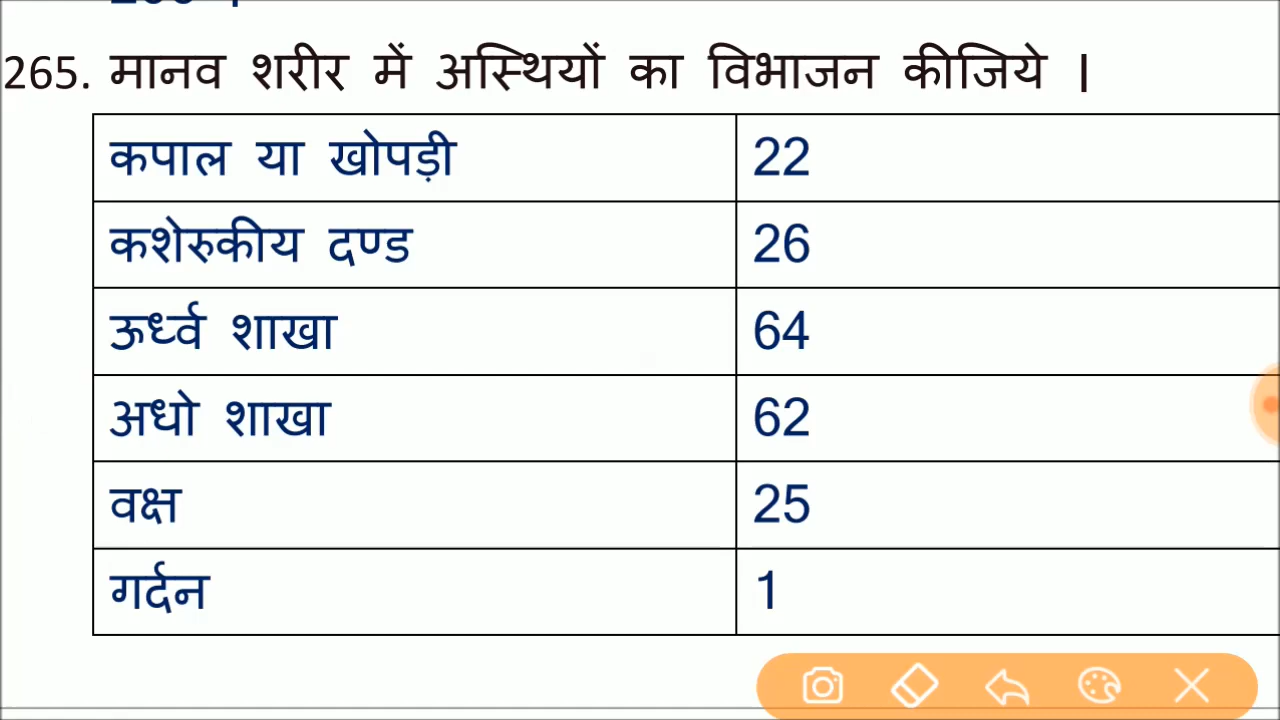 265. मानव शरीर में अस्थियों का विभाजन कीजिये ।
कपाल या खोपड़ी 22
कशेरुकीय दण्ड 26
ऊर्ध्व शाखा 64
अधो शाखा 62
वक्ष 25
गर्दन 1